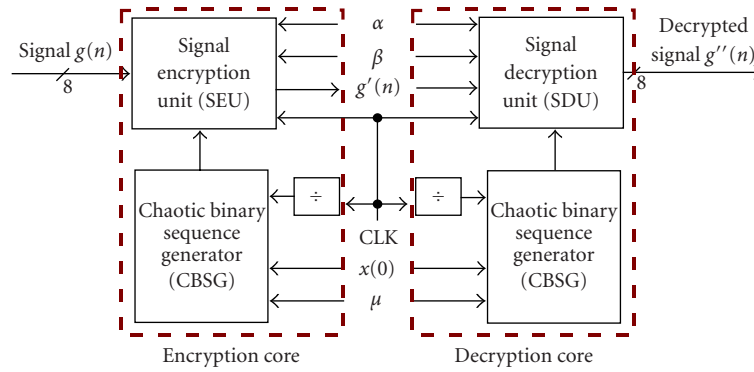 Signal g(n)
8
Signal
encryption
unit (SEU)
α
β
g'(n)
Signal
decryption
unit (SDU)
Decrypted
signal g''(n)
8
Chaotic binary
sequence
generator
(CBSG)
÷
÷
CLK
x(0)
μ
Chaotic binary
sequence
generator
(CBSG)
Encryption core
Decryption core